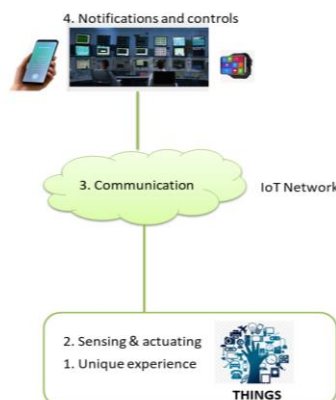 4. Notifications and controls
3. Communication
IoT Network
2. Sensing & actuating
1. Unique experience
THINGS